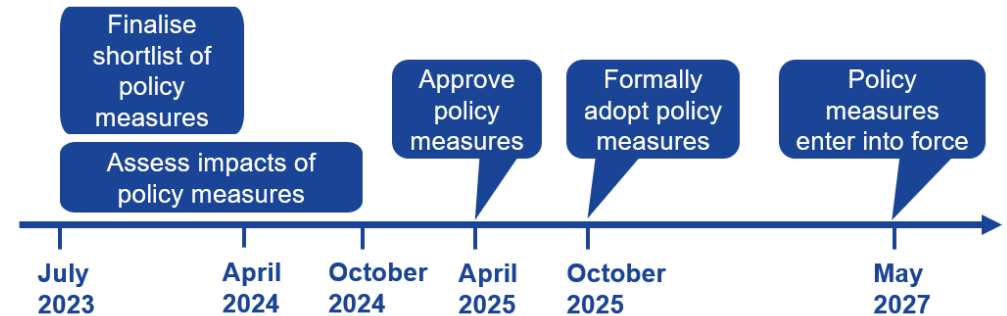 Finalise
shortlist of
policy
measures
Assess impacts of
policy measures
Approve
policy
measures
Formally
adopt policy
measures
Policy
measures
enter into force
July
2023
April
2024
October
2024
April
2025
October
2025
May
2027